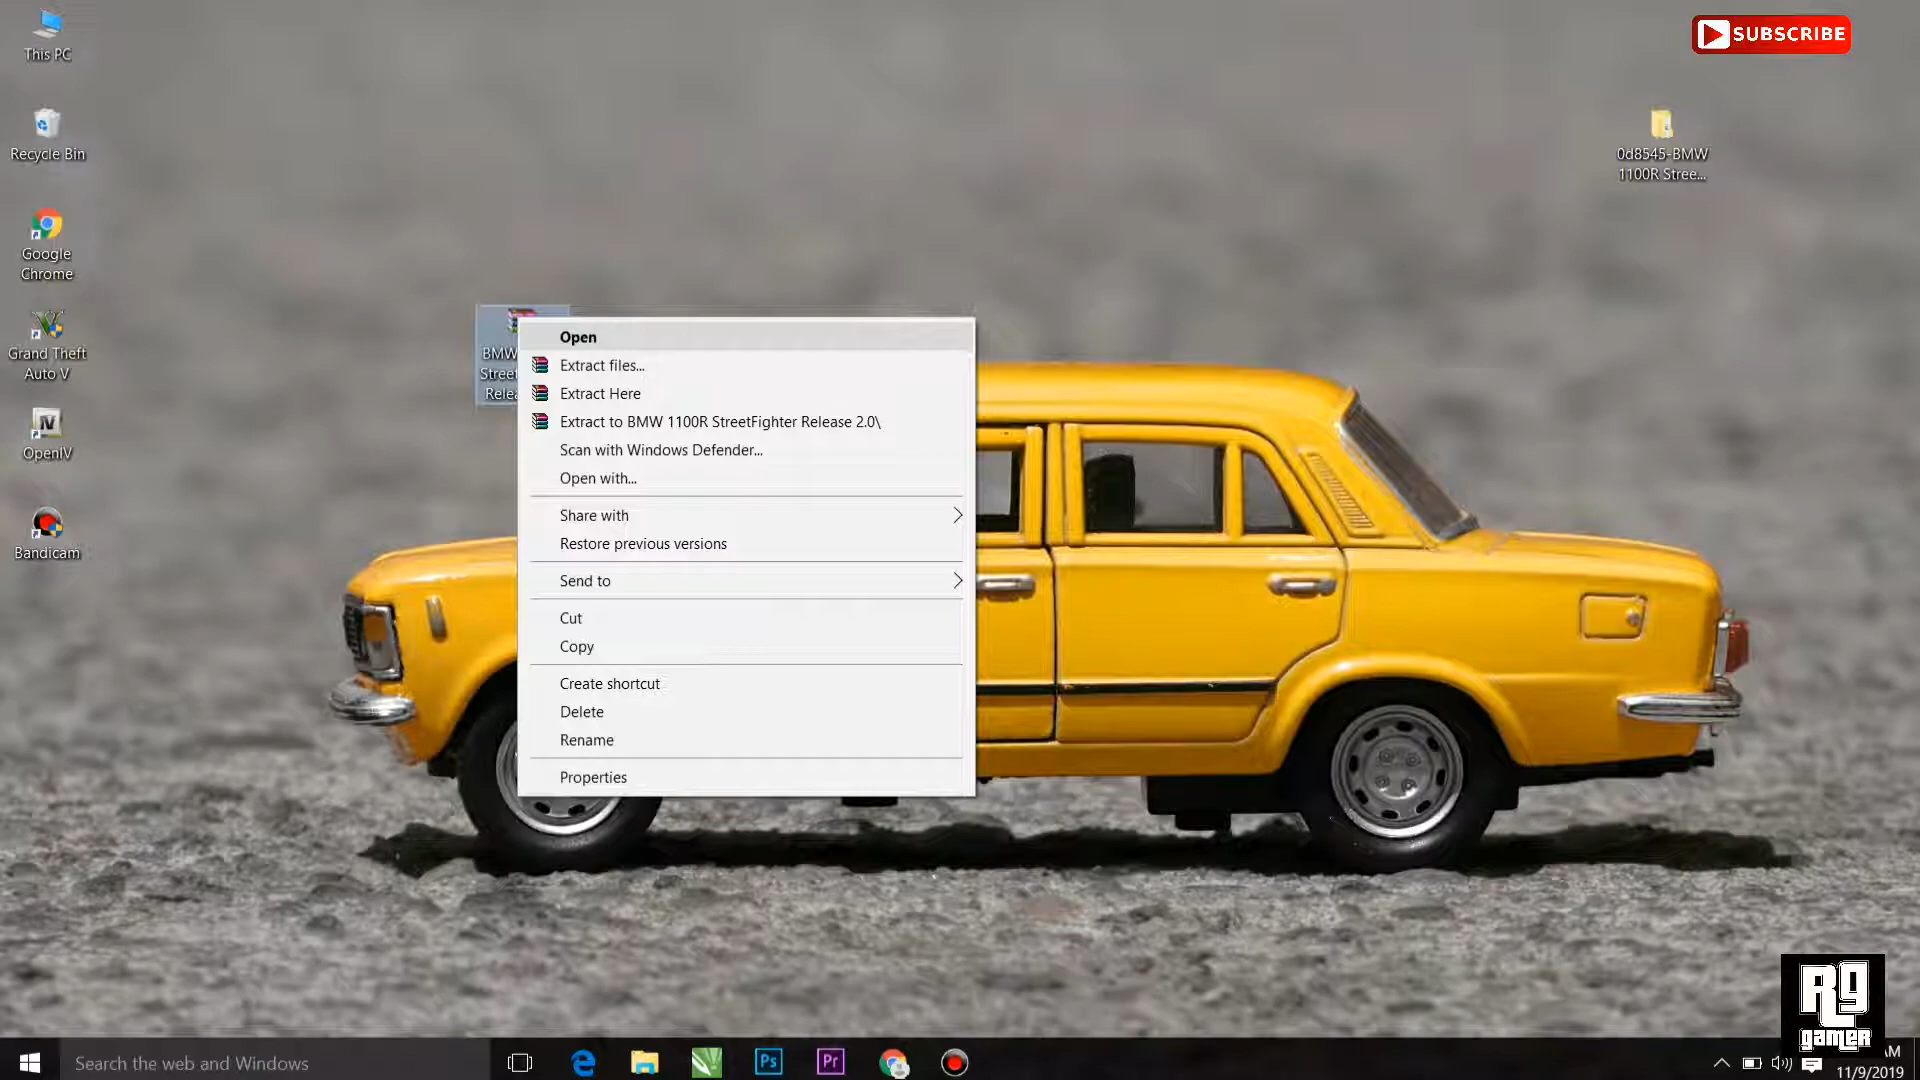 This PC
Recycle Bin
Google
Chrome
Grand Theft
Auto V
OpenIV
Bandicam
SUBSCRIBE
0d8545-BMW
1100R Stree...
BMW
Street
Relea
Open
Extract files...
Extract Here
Extract to BMW 1100R StreetFighter Release 2.0\
Scan with Windows Defender...
Open with...
Share with
Restore previous versions
Send to
Cut
Copy
Create shortcut
Delete
Rename
Properties
Search the web and Windows
Ps
Pr
RG
gamer
AM
11/9/2019